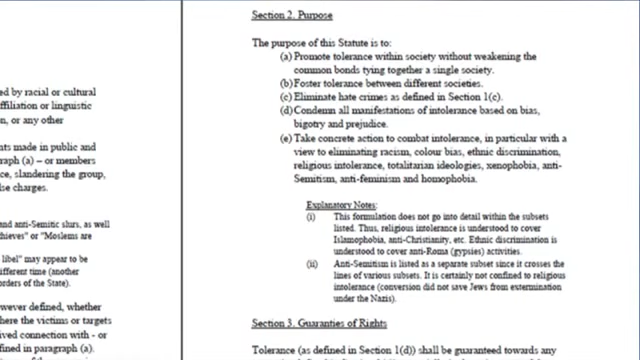 ed by racial or cultural
ffiliation or linguistic
n, or any other
nts made in public and
raph (a) – or members
ce, slandering the group,
lse charges.
and anti-Semitic slurs, as well
hieves" or "Moslems are
libel" may appear to be
ifferent time (another
orders of the State).
owever defined, whether
here the victims or targets
ived connection with - or
fined in paragraph (a).
Section 2. Purpose
The purpose of this Statute is to:
(a) Promote tolerance within society without weakening the
common bonds tying together a single society.
(b) Foster tolerance between different societies.
(c) Eliminate hate crimes as defined in Section 1(c).
(d) Condemn all manifestations of intolerance based on bias,
bigotry and prejudice.
(e) Take concrete action to combat intolerance, in particular with a
view to eliminating racism, colour bias, ethnic discrimination,
religious intolerance, totalitarian ideologies, xenophobia, anti-
Semitism, anti-feminism and homophobia.
Explanatory Notes:
(i) This formulation does not go into detail within the subsets
listed. Thus, religious intolerance is understood to cover
Islamophobia, anti-Christianity, etc. Ethnic discrimination is
understood to cover anti-Roma (gypsies) activities.
(ii) Anti-Semitism is listed as a separate subset since it crosses the
lines of various subsets. It is certainly not confined to religious
intolerance (conversion did not save Jews from extermination
under the Nazis).
Section 3. Guaranties of Rights
Tolerance (as defined in Section 1(d)) shall be guaranteed towards any